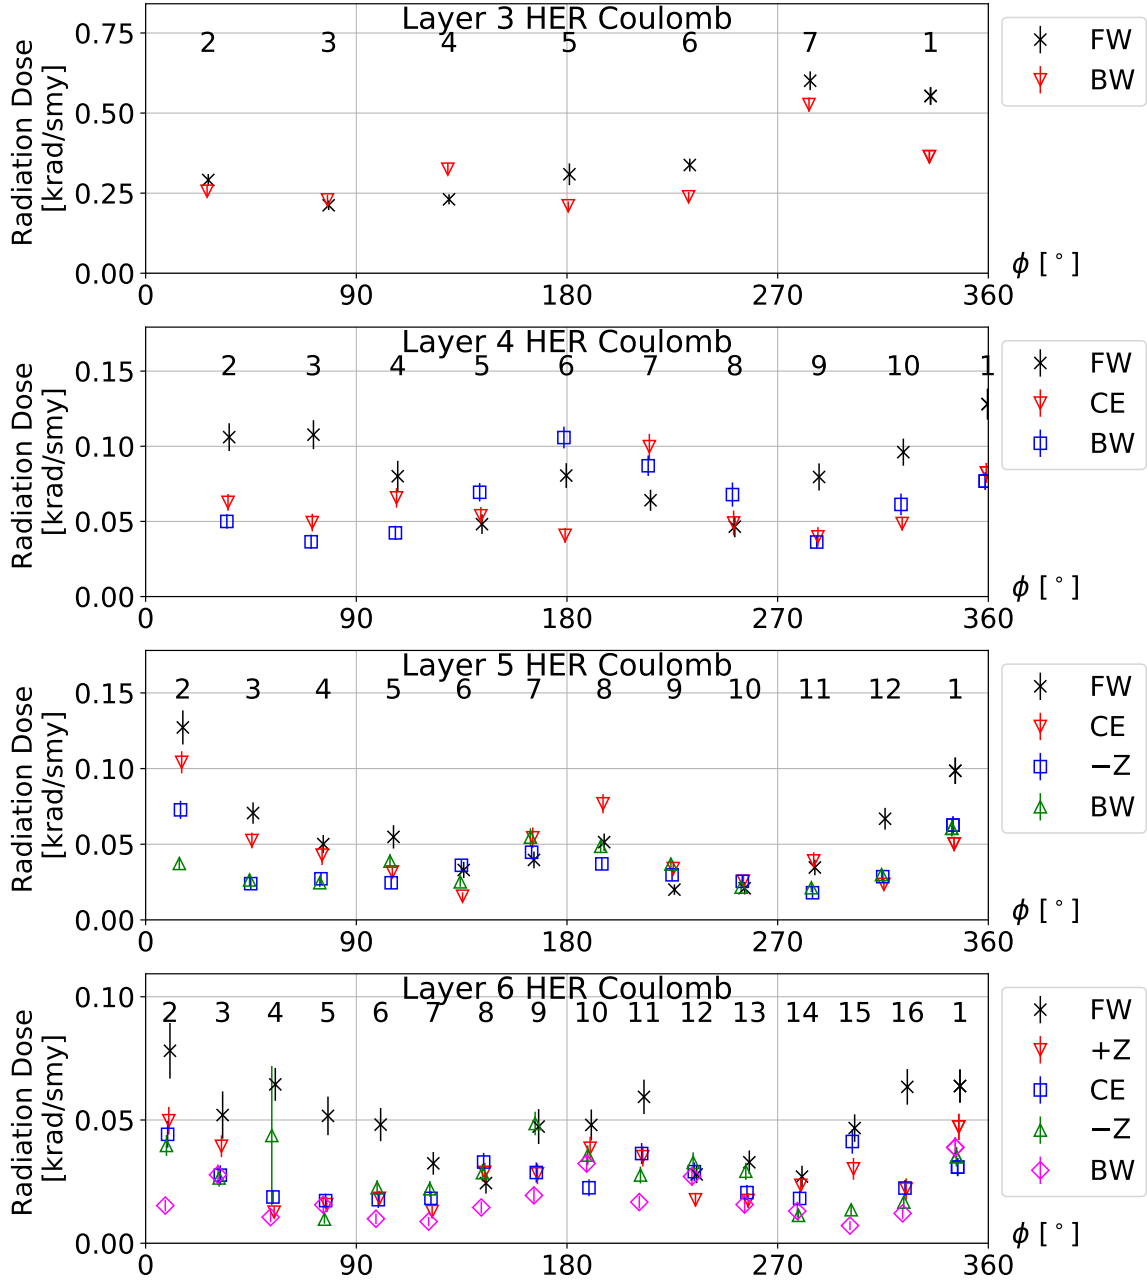 Layer 3 HER Coulomb
Radiation Dose
[krad/smy]
0.75
0.50
0.25
0.00
2 3 4 5 6 7 1
0 90 180 270 360
ϕ [°]
FW
BW
Layer 4 HER Coulomb
Radiation Dose
[krad/smy]
0.15
0.10
0.05
0.00
2 3 4 5 6 7 8 9 10 1
0 90 180 270 360
ϕ [°]
FW
CE
BW
Layer 5 HER Coulomb
Radiation Dose
[krad/smy]
0.15
0.10
0.05
0.00
2 3 4 5 6 7 8 9 10 11 12 1
0 90 180 270 360
ϕ [°]
FW
CE
−Z
BW
Layer 6 HER Coulomb
Radiation Dose
[krad/smy]
0.10
0.05
0.00
2 3 4 5 6 7 8 9 10 11 12 13 14 15 16 1
0 90 180 270 360
ϕ [°]
FW
+Z
CE
−Z
BW